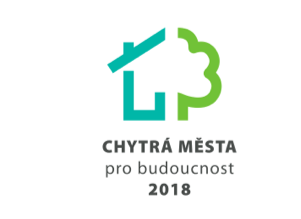 CHYTRÁ MĚSTA
pro budoucnost
2018